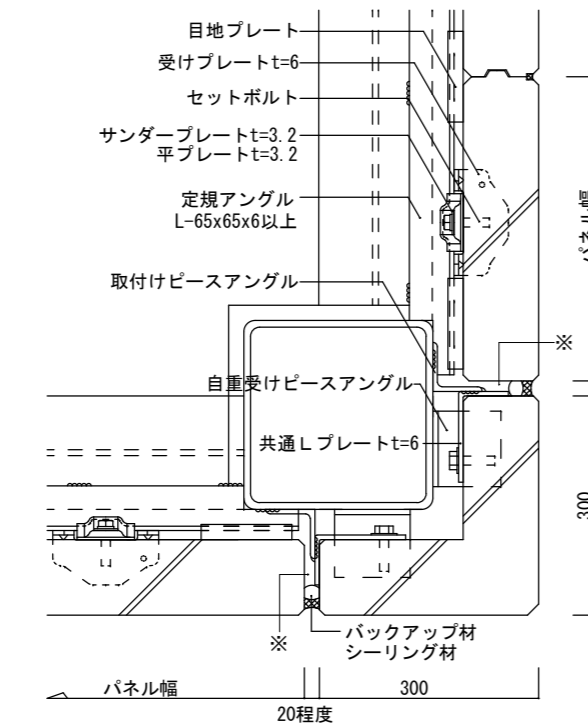 目地プレート
受けプレートt=6
セットボルト
サンダープレートt=3.2
平プレートt=3.2
定規アングル
L-65x65x6以上
取付けピースアングル
パネル幅
※
自重受けピースアングル
共通Lプレートt=6
300
※
バックアップ材
シーリング材
パネル幅
300
20程度